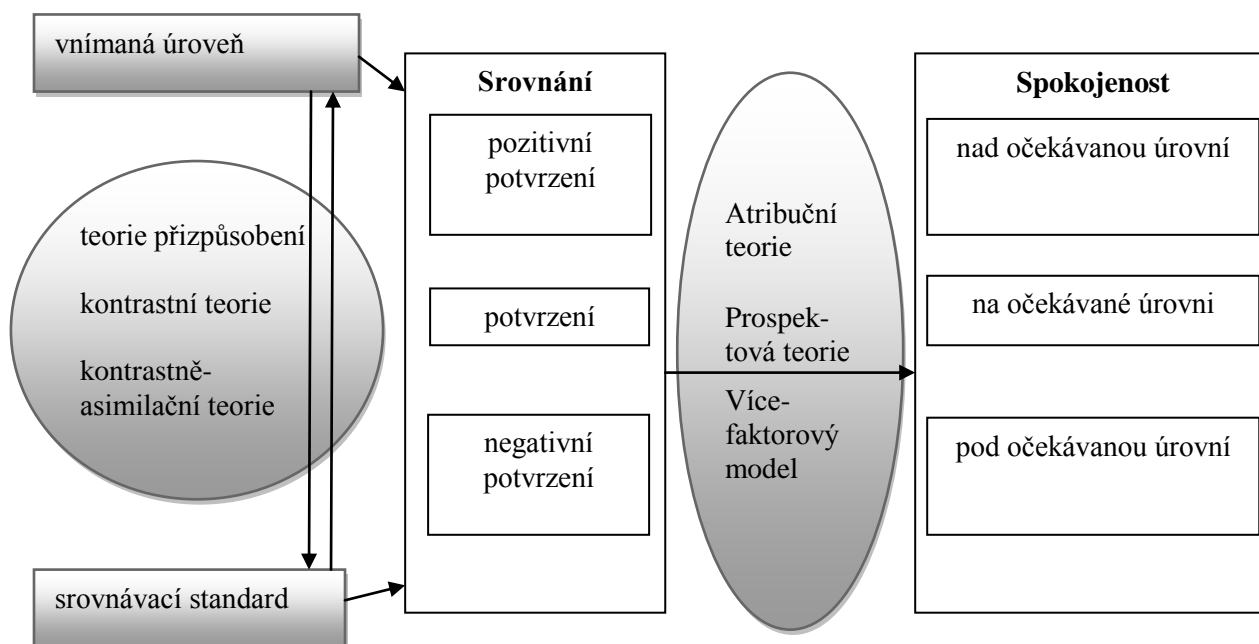 vnímaná úroveň
teorie přizpůsobení
kontrastní teorie
kontrastně-
asimilační teorie
srovnávací standard
Srovnání
pozitivní
potvrzení
potvrzení
negativní
potvrzení
Atribuční
teorie
Prospek-
tová teorie
Více-
faktorový
model
Spokojenost
nad očekávanou úrovní
na očekávané úrovni
pod očekávanou úrovní